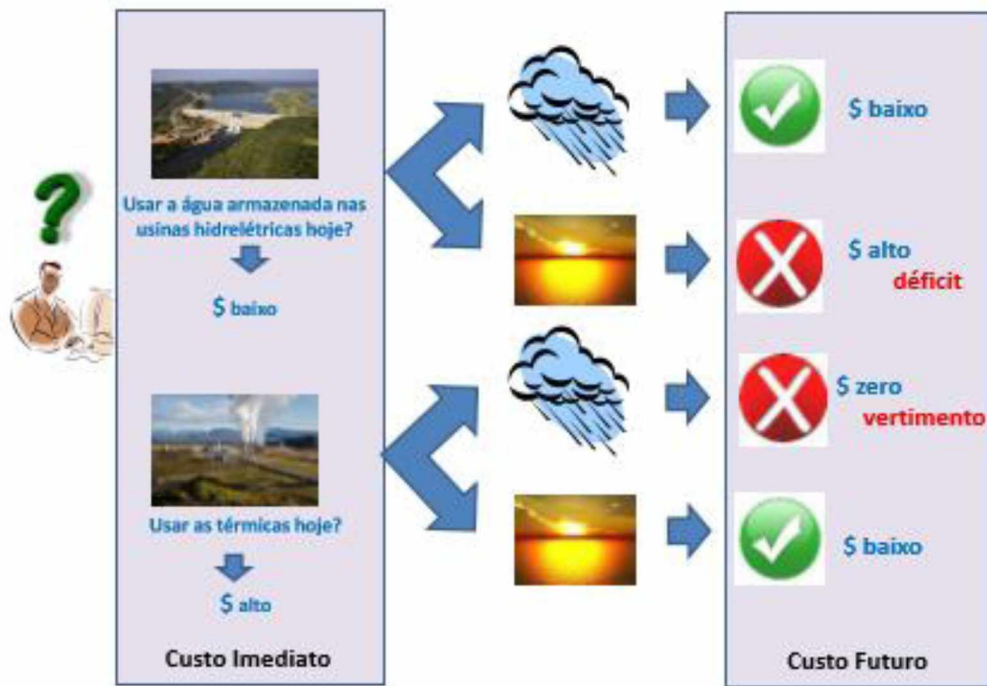 Usar a água armazenada nas
usinas hidrelétricas hoje?
$ baixo
Usar as térmicas hoje?
$ alto
Custo Imediato
$ baixo
$ alto
déficit
$ zero
vertimento
$ baixo
Custo Futuro